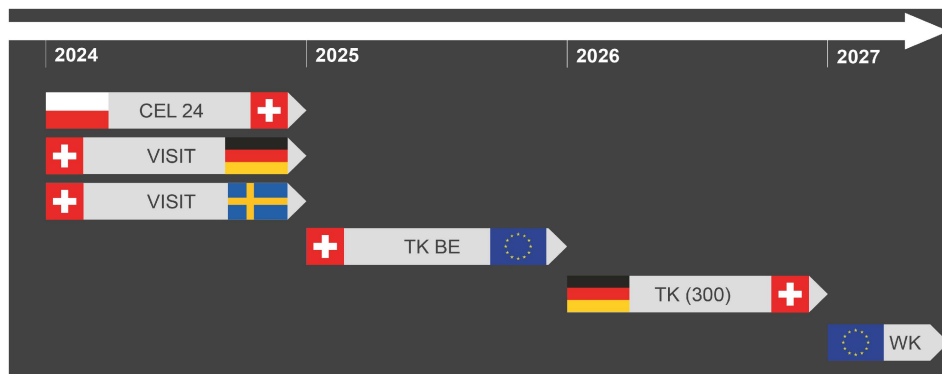 2024 2025 2026 2027
CEL 24
VISIT
VISIT
TK BE
TK (300)
WK